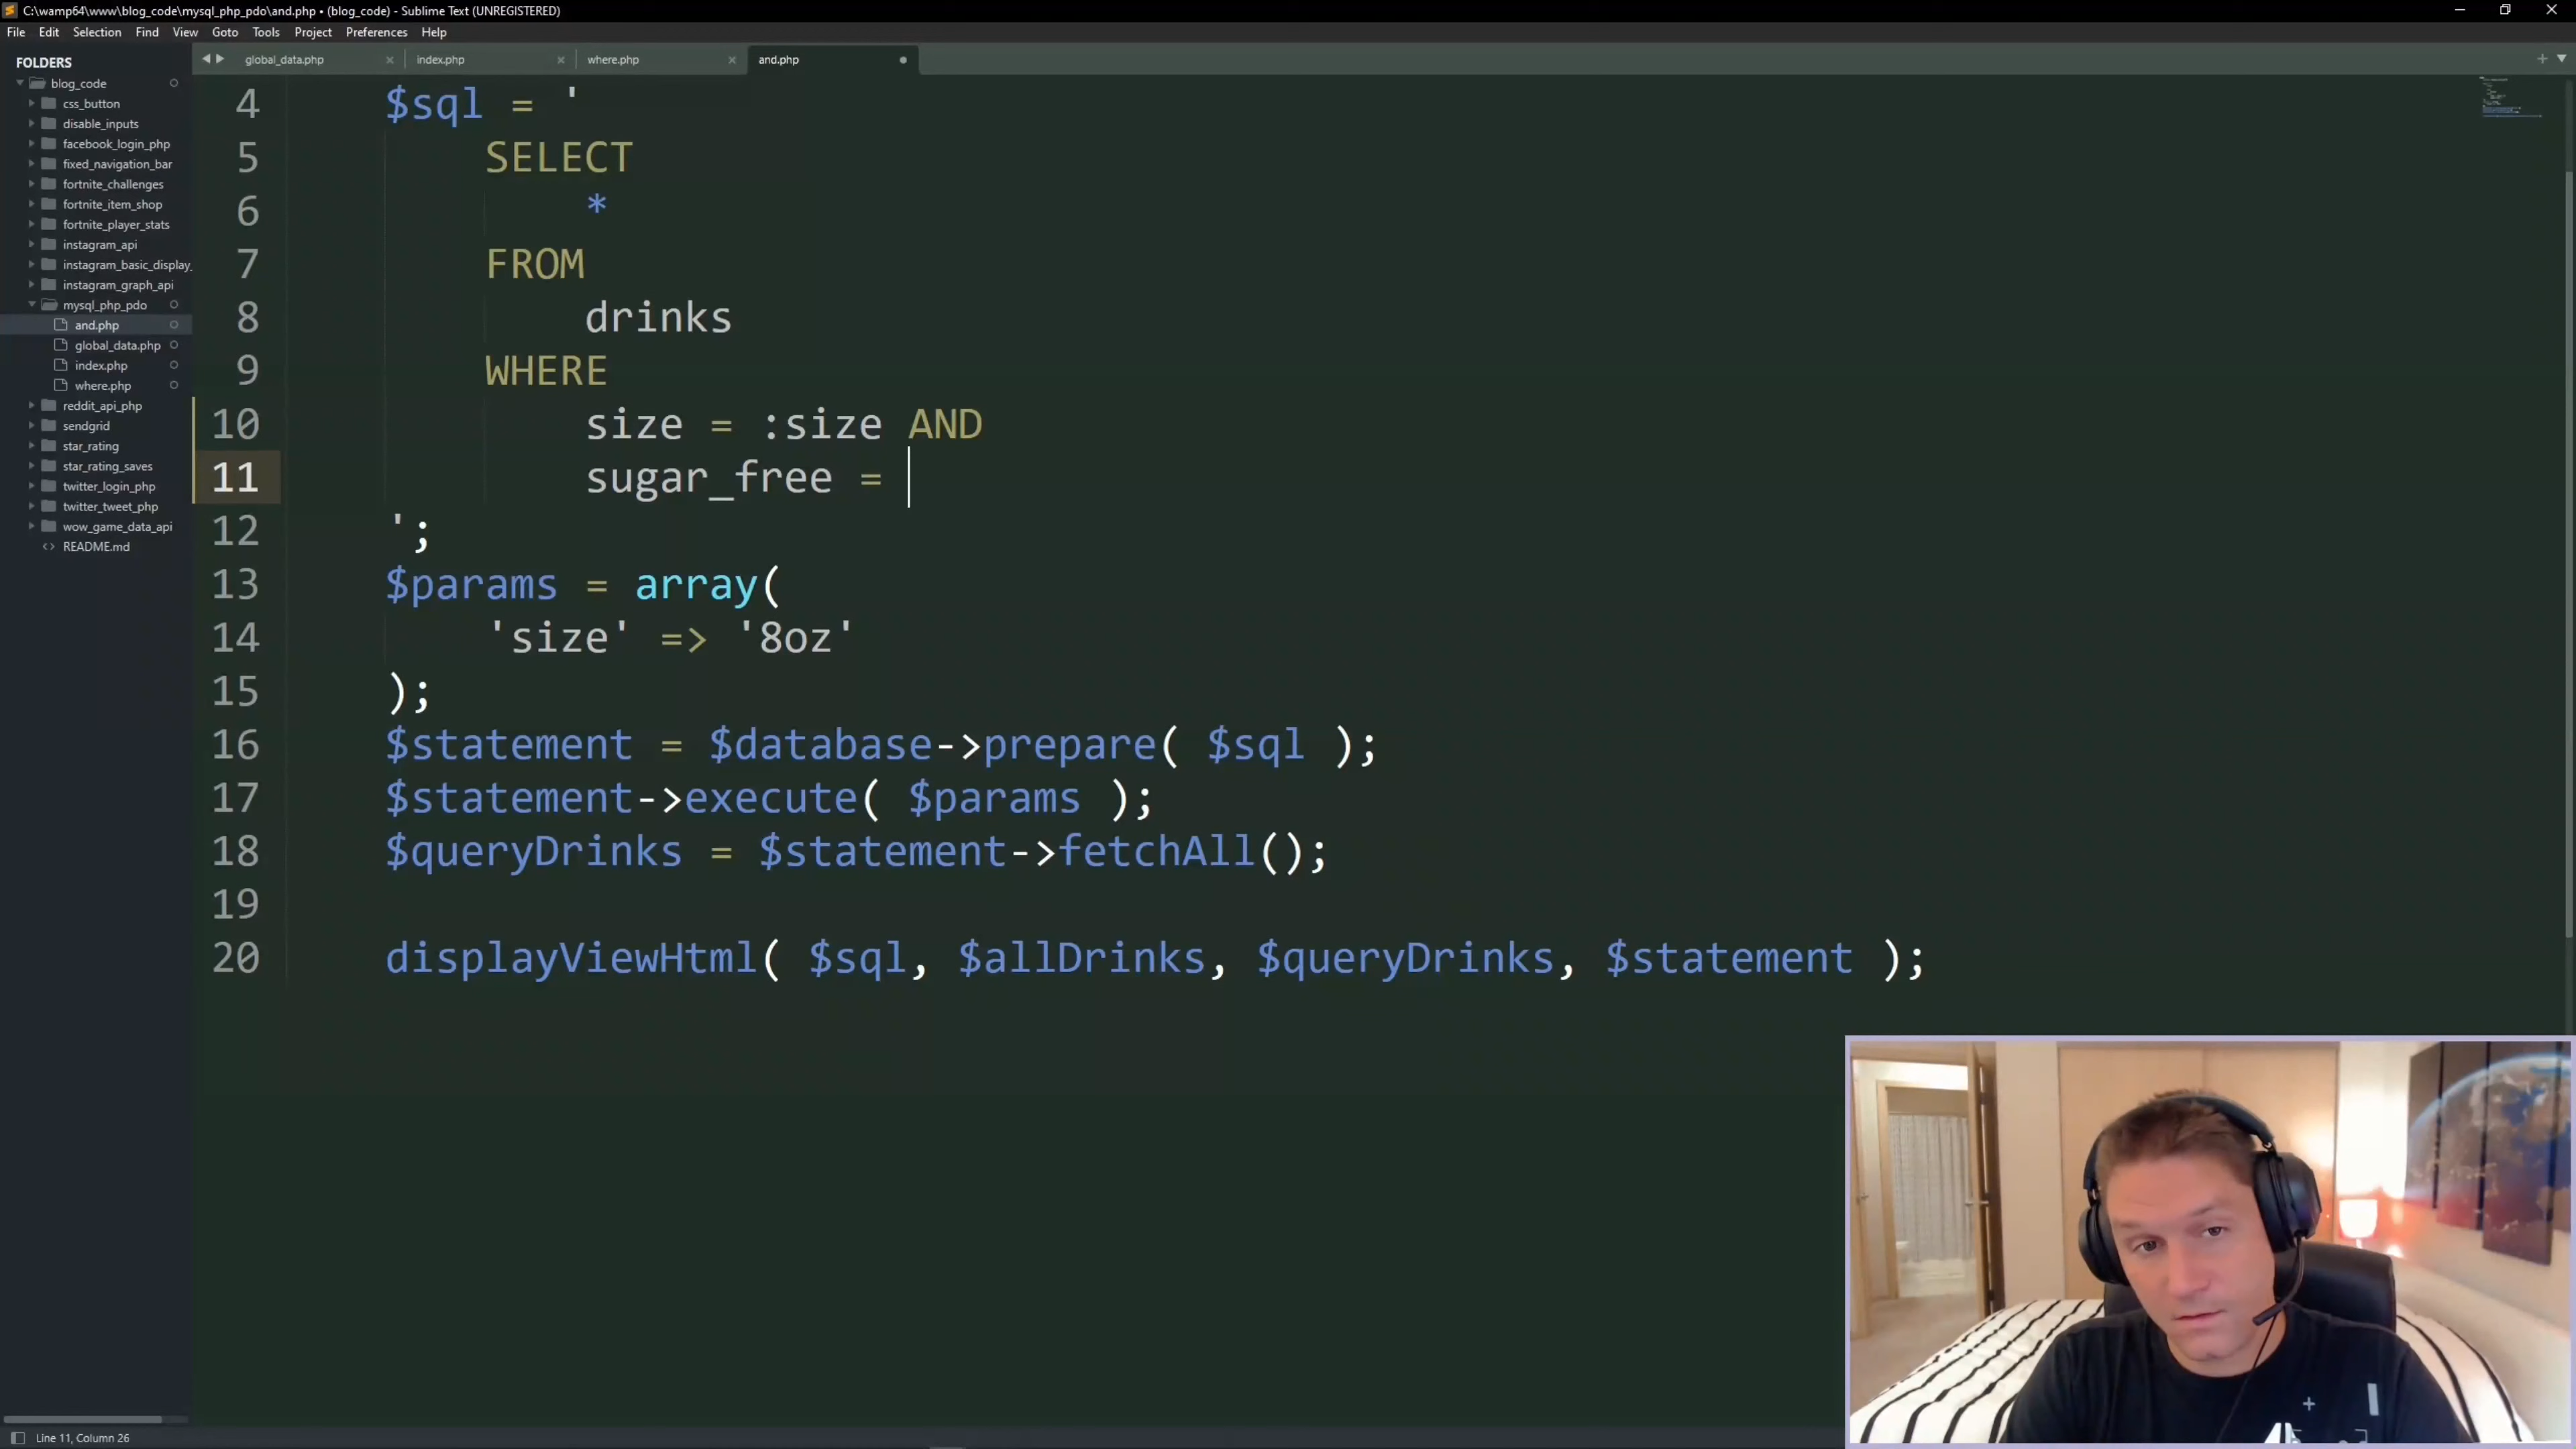 C:\wamp64\www\blog_code\mysql_php_pdo\and.php • (blog_code) - Sublime Text (UNREGISTERED)
File Edit Selection Find View Goto Tools Project Preferences Help
FOLDERS
blog_code
css_button
disable_inputs
facebook_login_php
fixed_navigation_bar
fortnite_challenges
fortnite_item_shop
fortnite_player_stats
instagram_api
instagram_basic_display_
instagram_graph_api
mysql_php_pdo
and.php
global_data.php
index.php
where.php
reddit_api_php
sendgrid
star_rating
star_rating_saves
twitter_login_php
twitter_tweet_php
wow_game_data_api
README.md
global_data.php index.php where.php and.php
4 $sql = '
5 SELECT
6 *
7 FROM
8 drinks
9 WHERE
10 size = :size AND
11 sugar_free =
12 ';
13 $params = array(
14 'size' => '8oz'
15 );
16 $statement = $database->prepare( $sql );
17 $statement->execute( $params );
18 $queryDrinks = $statement->fetchAll();
19
20 displayViewHtml( $sql, $allDrinks, $queryDrinks, $statement );
Line 11, Column 26